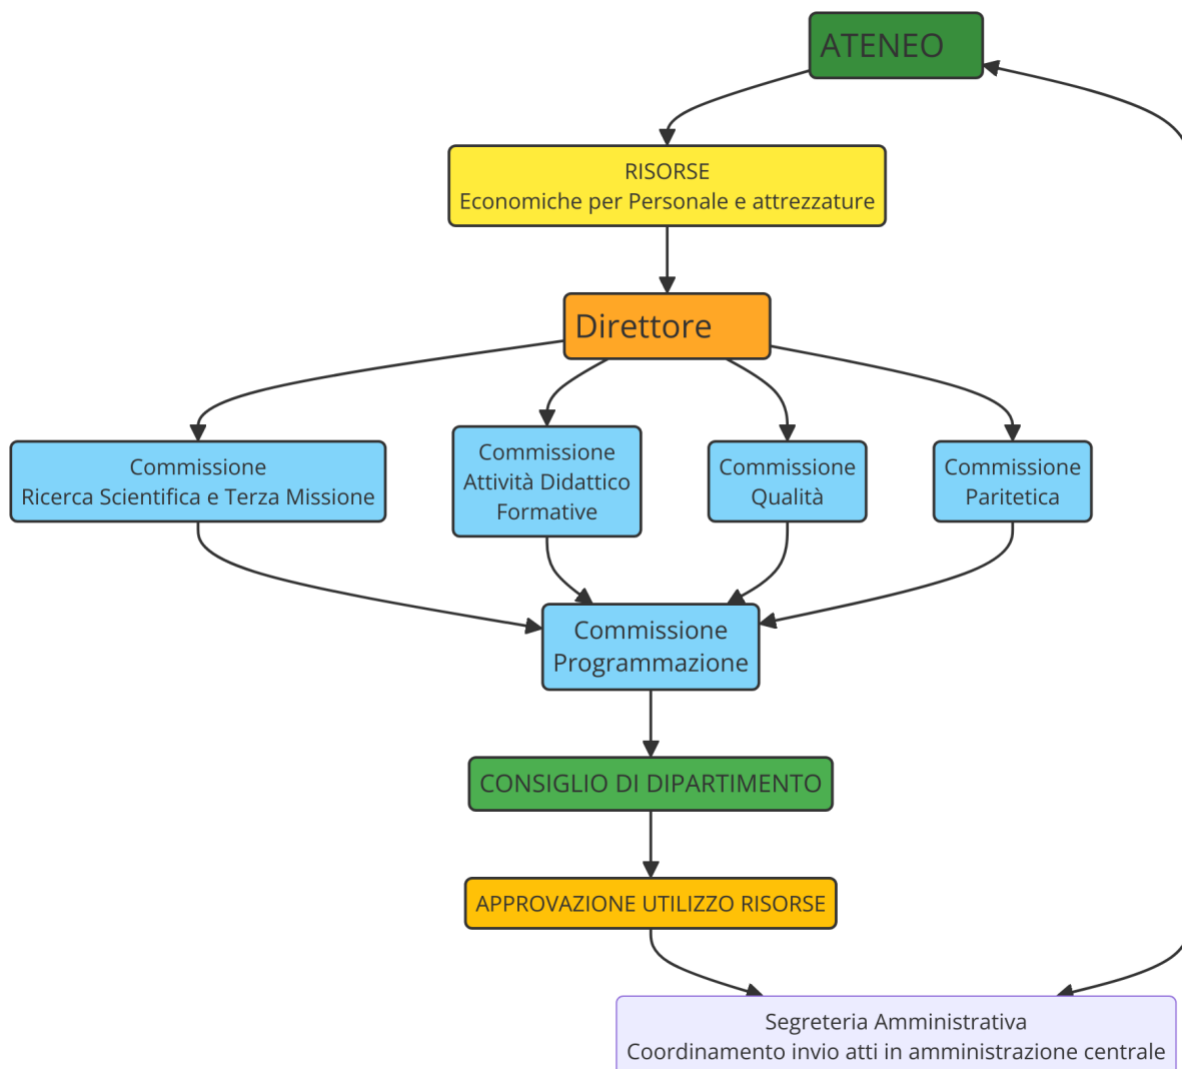 ATENEO
RISORSE
Economiche per Personale e attrezzature
Direttore
Commissione
Ricerca Scientifica e Terza Missione
Commissione
Attività Didattico
Formative
Commissione
Qualità
Commissione
Paritetica
Commissione
Programmazione
CONSIGLIO DI DIPARTIMENTO
APPROVAZIONE UTILIZZO RISORSE
Segreteria Amministrativa
Coordinamento invio atti in amministrazione centrale